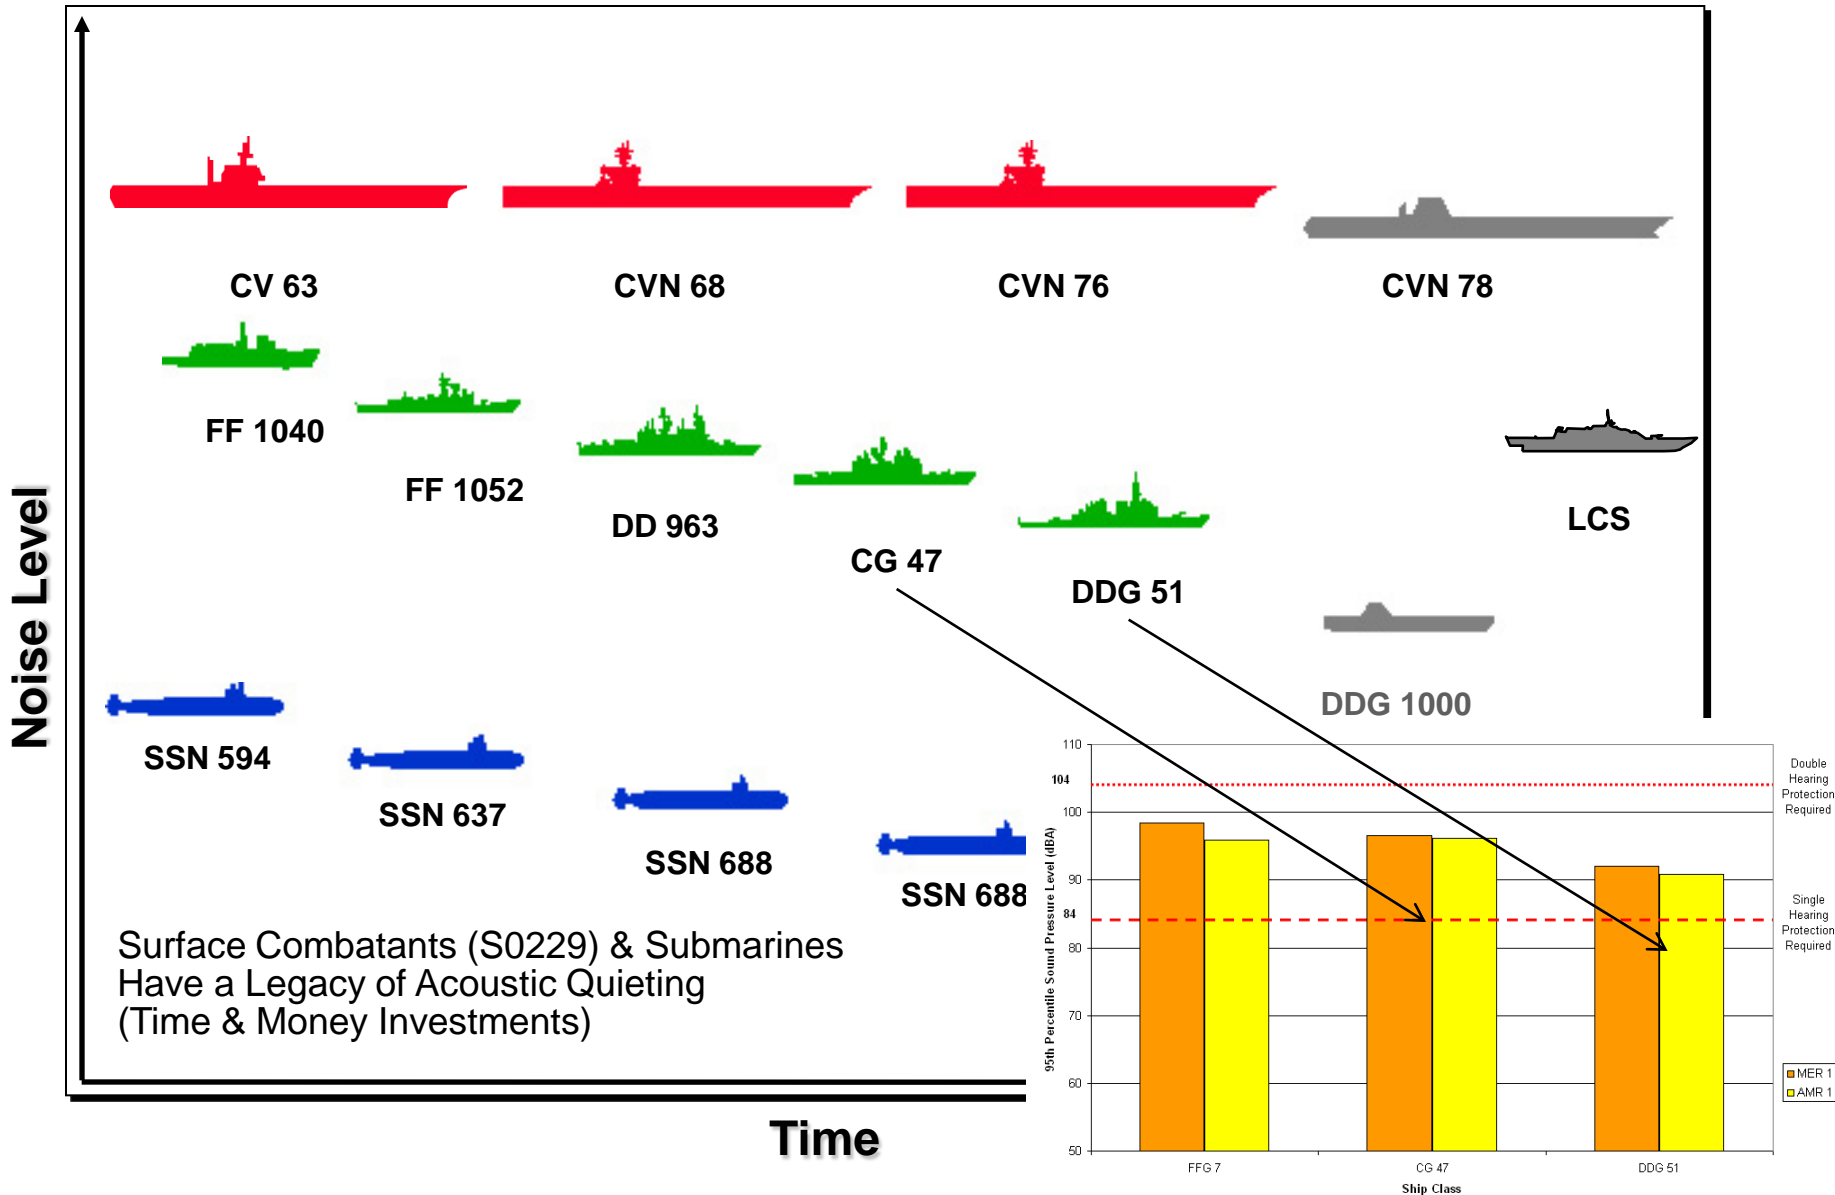 Noise Level
CV 63
CVN 68
CVN 76
CVN 78
FF 1040
FF 1052
DD 963
CG 47
DDG 51
LCS
DDG 1000
SSN 594
SSN 637
SSN 688
SSN 688
Surface Combatants (S0229) & Submarines
Have a Legacy of Acoustic Quieting
(Time & Money Investments)
Time
95th Percentile Sound Pressure Level (dBA)
110
104
100
90
84
80
70
60
50
Double
Hearing
Protection
Required
Single
Hearing
Protection
Required
MER 1
AMR 1
FFG 7
CG 47
DDG 51
Ship Class